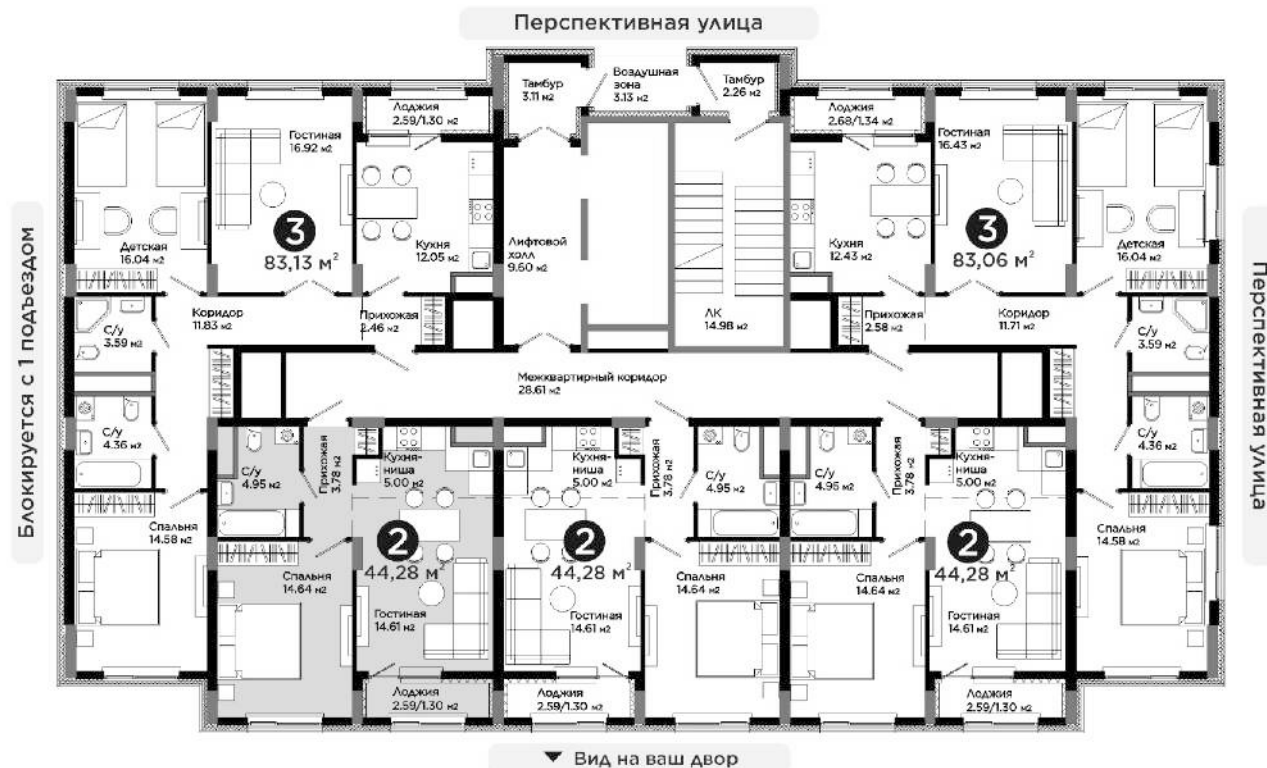 Перспективная улица
Тамбур
3.11 м2
Воздушная
зона
3.13 м2
Тамбур
2.26 м2
Лоджия
2.59/1.30 м2
Лоджия
2.68/1.34 м2
Гостиная
16.92 м2
Гостиная
16.43 м2
3
83,13 м2
Детская
16.04 м2
Кухня
12.05 м2
Лифтовой
холл
9.60 м2
Кухня
12.43 м2
3
83,06 м2
Детская
16.04 м2
Коридор
11.83 м2
Прихожая
2.46 м2
ЛК
14.98 м2
Прихожая
2.58 м2
Коридор
11.71 м2
С/у
3.59 м2
С/у
3.59 м2
Межквартирный коридор
28.61 м2
С/у
4.36 м2
С/у
4.95 м2
Прихожая
3.78 м2
Кухня-
ниша
5.00 м2
Кухня-
ниша
5.00 м2
Прихожая
3.78 м2
С/у
4.95 м2
С/у
4.95 м2
Прихожая
3.78 м2
Кухня-
ниша
5.00 м2
С/у
4.36 м2
Спальня
14.58 м2
2
44,28 м2
2
44,28 м2
2
44,28 м2
Спальня
14.58 м2
Спальня
14.64 м2
Гостиная
14.61 м2
Гостиная
14.61 м2
Спальня
14.64 м2
Спальня
14.64 м2
Гостиная
14.61 м2
Лоджия
2.59/1.30 м2
Лоджия
2.59/1.30 м2
Лоджия
2.59/1.30 м2
Блокируется с 1 подъездом
Перспективная улица
Вид на ваш двор